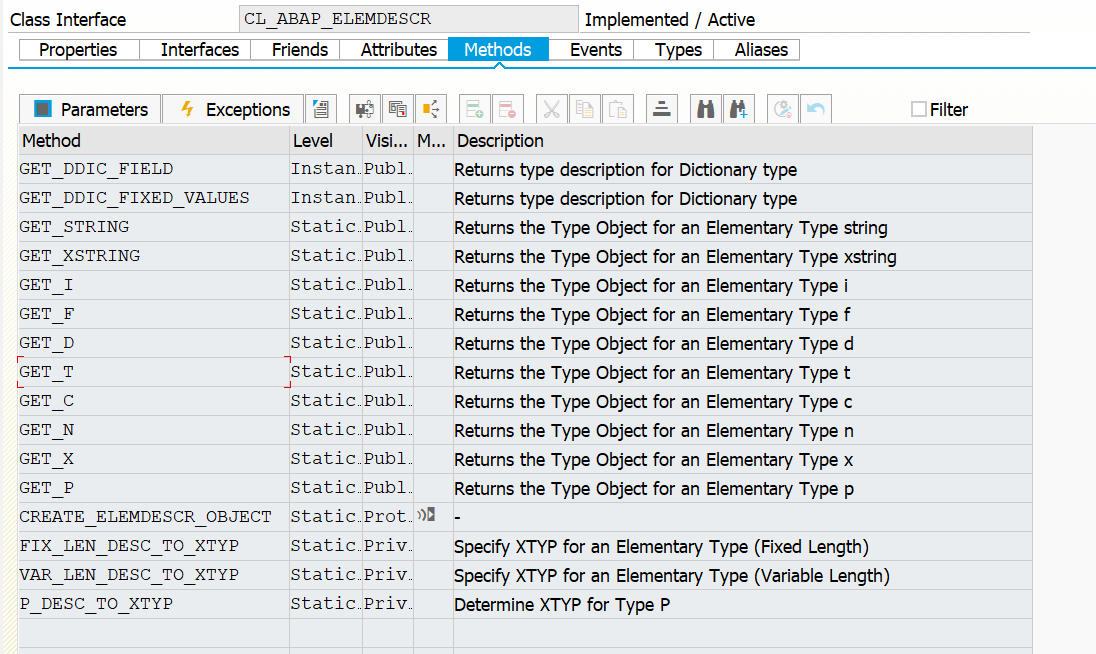 Class Interface CL_ABAP_ELEMDESCR Implemented / Active
Properties Interfaces Friends Attributes Methods Events Types Aliases
Parameters Exceptions Filter
Method Level Visi... M... Description
GET_DDIC_FIELD Instan.. Publ.. Returns type description for Dictionary type
GET_DDIC_FIXED_VALUES Instan.. Publ.. Returns type description for Dictionary type
GET_STRING Static.. Publ.. Returns the Type Object for an Elementary Type string
GET_XSTRING Static.. Publ.. Returns the Type Object for an Elementary Type xstring
GET_I Static.. Publ.. Returns the Type Object for an Elementary Type i
GET_F Static.. Publ.. Returns the Type Object for an Elementary Type f
GET_D Static.. Publ.. Returns the Type Object for an Elementary Type d
GET_T Static.. Publ.. Returns the Type Object for an Elementary Type t
GET_C Static.. Publ.. Returns the Type Object for an Elementary Type c
GET_N Static.. Publ.. Returns the Type Object for an Elementary Type n
GET_X Static.. Publ.. Returns the Type Object for an Elementary Type x
GET_P Static.. Publ.. Returns the Type Object for an Elementary Type p
CREATE_ELEMDESCR_OBJECT Static.. Prot.. -
FIX_LEN_DESC_TO_XTYP Static.. Priv.. Specify XTYP for an Elementary Type (Fixed Length)
VAR_LEN_DESC_TO_XTYP Static.. Priv.. Specify XTYP for an Elementary Type (Variable Length)
P_DESC_TO_XTYP Static.. Priv.. Determine XTYP for Type P